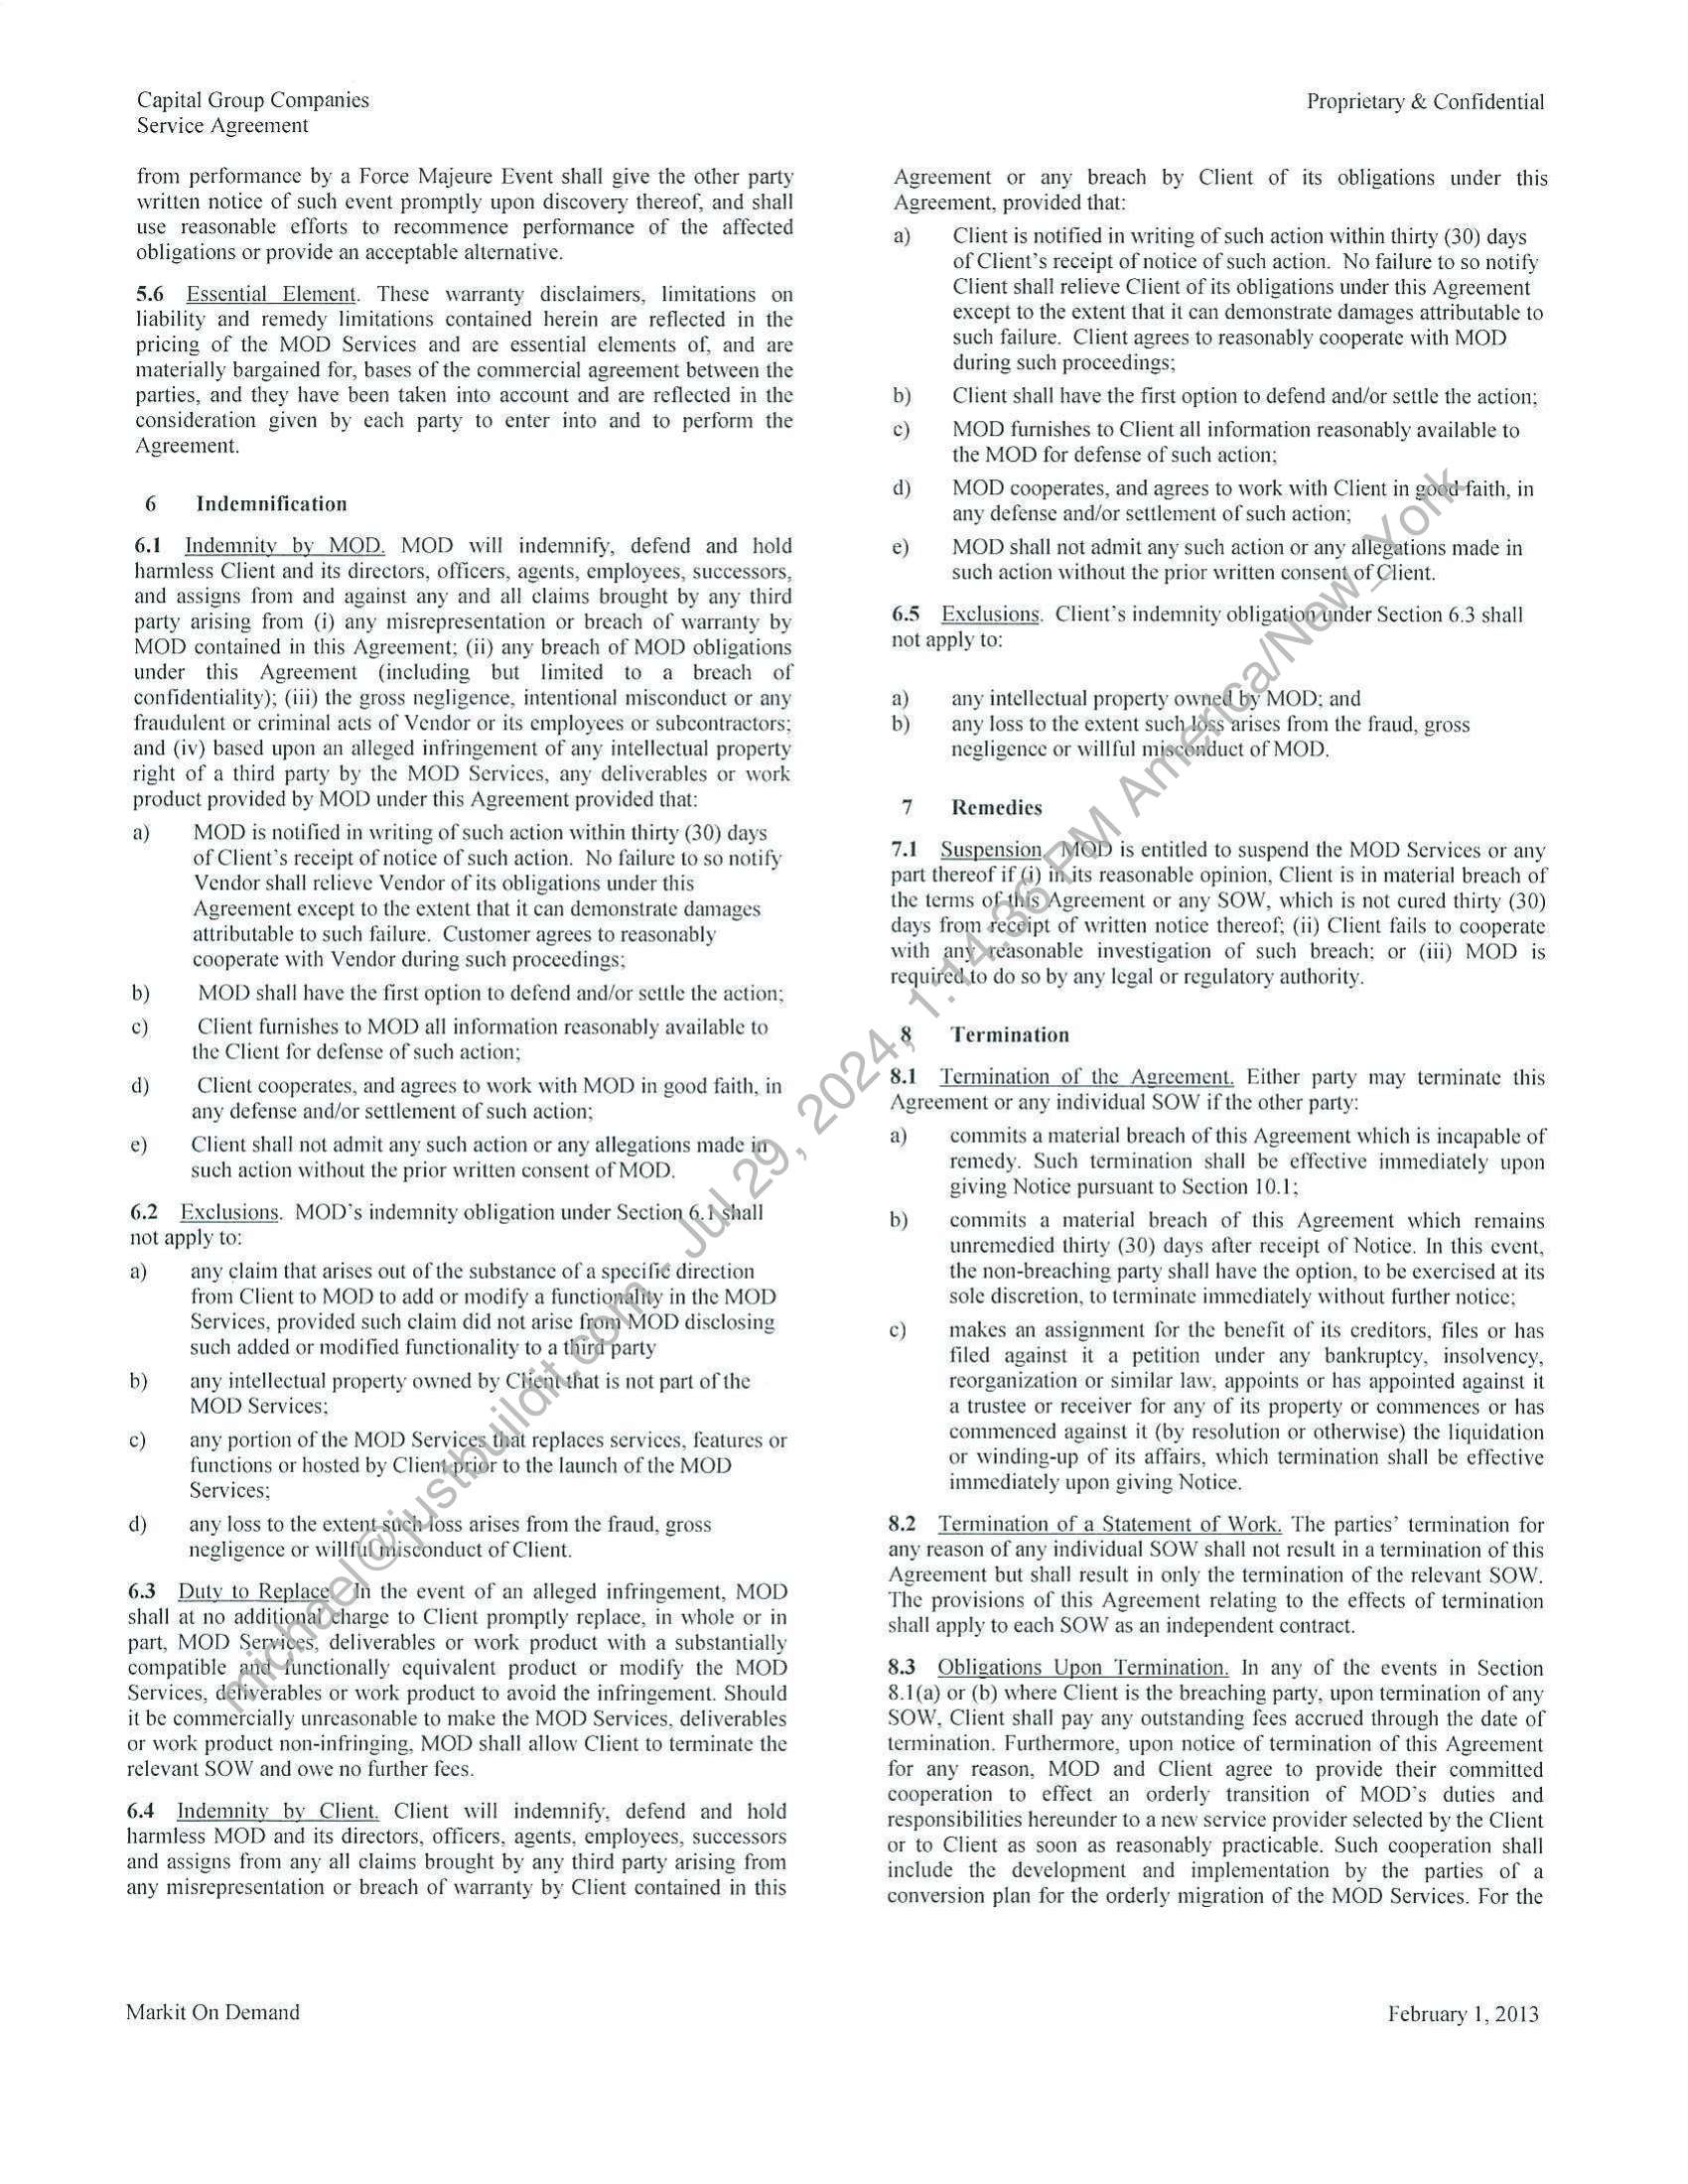 Capital Group Companies
Service Agreement
Proprietary & Confidential
from performance by a Force Majeure Event shall give the other party
written notice of such event promptly upon discovery thereof, and shall
use reasonable efforts to recommence performance of the affected
obligations or provide an acceptable alternative.
5.6 Essential Element. These warranty disclaimers, limitations on
liability and remedy limitations contained herein are reflected in the
pricing of the MOD Services and are essential elements of, and are
materially bargained for, bases of the commercial agreement between the
parties, and they have been taken into account and are reflected in the
consideration given by each party to enter into and to perform the
Agreement.
6 Indemnification
6.1 Indemnity by MOD. MOD will indemnify, defend and hold
harmless Client and its directors, officers, agents, employees, successors,
and assigns from and against any and all claims brought by any third
party arising from (i) any misrepresentation or breach of warranty by
MOD contained in this Agreement; (ii) any breach of MOD obligations
under this Agreement (including but limited to a breach of
confidentiality); (iii) the gross negligence, intentional misconduct or any
fraudulent or criminal acts of Vendor or its employees or subcontractors;
and (iv) based upon an alleged infringement of any intellectual property
right of a third party by the MOD Services, any deliverables or work
product provided by MOD under this Agreement provided that:
a) MOD is notified in writing of such action within thirty (30) days
of Client's receipt of notice of such action. No failure to so notify
Vendor shall relieve Vendor of its obligations under this
Agreement except to the extent that it can demonstrate damages
attributable to such failure. Customer agrees to reasonably
cooperate with Vendor during such proceedings;
b) MOD shall have the first option to defend and/or settle the action;
c) Client furnishes to MOD all information reasonably available to
the Client for defense of such action;
d) Client cooperates, and agrees to work with MOD in good faith, in
any defense and/or settlement of such action;
e) Client shall not admit any such action or any allegations made in
such action without the prior written consent of MOD.
6.2 Exclusions. MOD's indemnity obligation under Section 6.1 shall
not apply to:
a) any claim that arises out of the substance of a specific direction
from Client to MOD to add or modify a functionality in the MOD
Services, provided such claim did not arise from MOD disclosing
such added or modified functionality to a third party
b) any intellectual property owned by Client that is not part of the
MOD Services;
c) any portion of the MOD Services that replaces services, features or
functions or hosted by Client prior to the launch of the MOD
Services;
d) any loss to the extent such loss arises from the fraud, gross
negligence or willful misconduct of Client.
6.3 Duty to Replace. In the event of an alleged infringement, MOD
shall at no additional charge to Client promptly replace, in whole or in
part, MOD Services, deliverables or work product with a substantially
compatible and functionally equivalent product or modify the MOD
Services, deliverables or work product to avoid the infringement. Should
it be commercially unreasonable to make the MOD Services, deliverables
or work product non-infringing, MOD shall allow Client to terminate the
relevant SOW and owe no further fees.
6.4 Indemnity by Client. Client will indemnify, defend and hold
harmless MOD and its directors, officers, agents, employees, successors
and assigns from any all claims brought by any third party arising from
any misrepresentation or breach of warranty by Client contained in this
Agreement or any breach by Client of its obligations under this
Agreement, provided that:
a) Client is notified in writing of such action within thirty (30) days
of Client's receipt of notice of such action. No failure to so notify
Client shall relieve Client of its obligations under this Agreement
except to the extent that it can demonstrate damages attributable to
such failure. Client agrees to reasonably cooperate with MOD
during such proceedings;
b) Client shall have the first option to defend and/or settle the action;
c) MOD furnishes to Client all information reasonably available to
the MOD for defense of such action;
d) MOD cooperates, and agrees to work with Client in good faith, in
any defense and/or settlement of such action;
e) MOD shall not admit any such action or any allegations made in
such action without the prior written consent of Client.
6.5 Exclusions. Client's indemnity obligation under Section 6.3 shall
not apply to:
a) any intellectual property owned by MOD; and
b) any loss to the extent such loss arises from the fraud, gross
negligence or willful misconduct of MOD.
7 Remedies
7.1 Suspension. MOD is entitled to suspend the MOD Services or any
part thereof if (i) in its reasonable opinion, Client is in material breach of
the terms of this Agreement or any SOW, which is not cured thirty (30)
days from receipt of written notice thereof; (ii) Client fails to cooperate
with any reasonable investigation of such breach; or (iii) MOD is
required to do so by any legal or regulatory authority.
8 Termination
8.1 Termination of the Agreement. Either party may terminate this
Agreement or any individual SOW if the other party:
a) commits a material breach of this Agreement which is incapable of
remedy. Such termination shall be effective immediately upon
giving Notice pursuant to Section 10.1;
b) commits a material breach of this Agreement which remains
unremedied thirty (30) days after receipt of Notice. In this event,
the non-breaching party shall have the option, to be exercised at its
sole discretion, to terminate immediately without further notice;
c) makes an assignment for the benefit of its creditors, files or has
filed against it a petition under any bankruptcy, insolvency,
reorganization or similar law, appoints or has appointed against it
a trustee or receiver for any of its property or commences or has
commenced against it (by resolution or otherwise) the liquidation
or winding-up of its affairs, which termination shall be effective
immediately upon giving Notice.
8.2 Termination of a Statement of Work. The parties' termination for
any reason of any individual SOW shall not result in a termination of this
Agreement but shall result in only the termination of the relevant SOW.
The provisions of this Agreement relating to the effects of termination
shall apply to each SOW as an independent contract.
8.3 Obligations Upon Termination. In any of the events in Section
8.1(a) or (b) where Client is the breaching party, upon termination of any
SOW, Client shall pay any outstanding fees accrued through the date of
termination. Furthermore, upon notice of termination of this Agreement
for any reason, MOD and Client agree to provide their committed
cooperation to effect an orderly transition of MOD's duties and
responsibilities hereunder to a new service provider selected by the Client
or to Client as soon as reasonably practicable. Such cooperation shall
include the development and implementation by the parties of a
conversion plan for the orderly migration of the MOD Services. For the
Markit On Demand
February 1, 2013
michael@justbuildit.com - Jul 29, 2024, 1:14:36 PM America/New_York